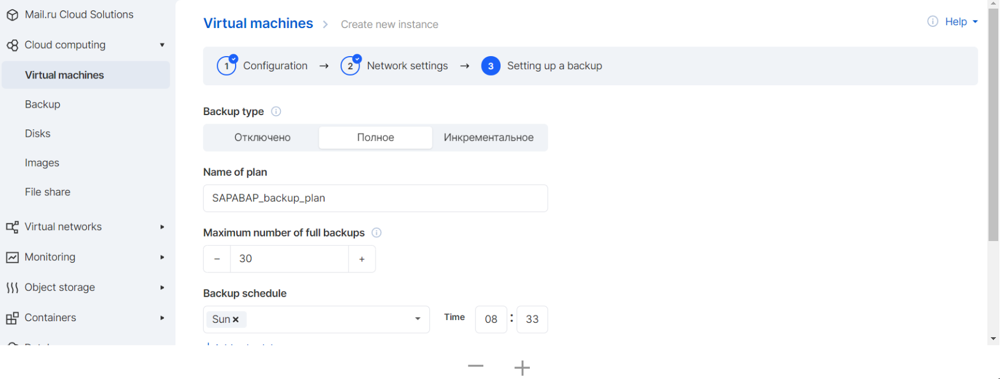 Mail.ru Cloud Solutions
Cloud computing
Virtual machines
Backup
Disks
Images
File share
Virtual networks
Monitoring
Object storage
Containers
Virtual machines > Create new instance
Help
1 Configuration → 2 Network settings → 3 Setting up a backup
Backup type
Отключено Полное Инкрементальное
Name of plan
SAPABAP_backup_plan
Maximum number of full backups
− 30 +
Backup schedule
Sun × Time 08 : 33